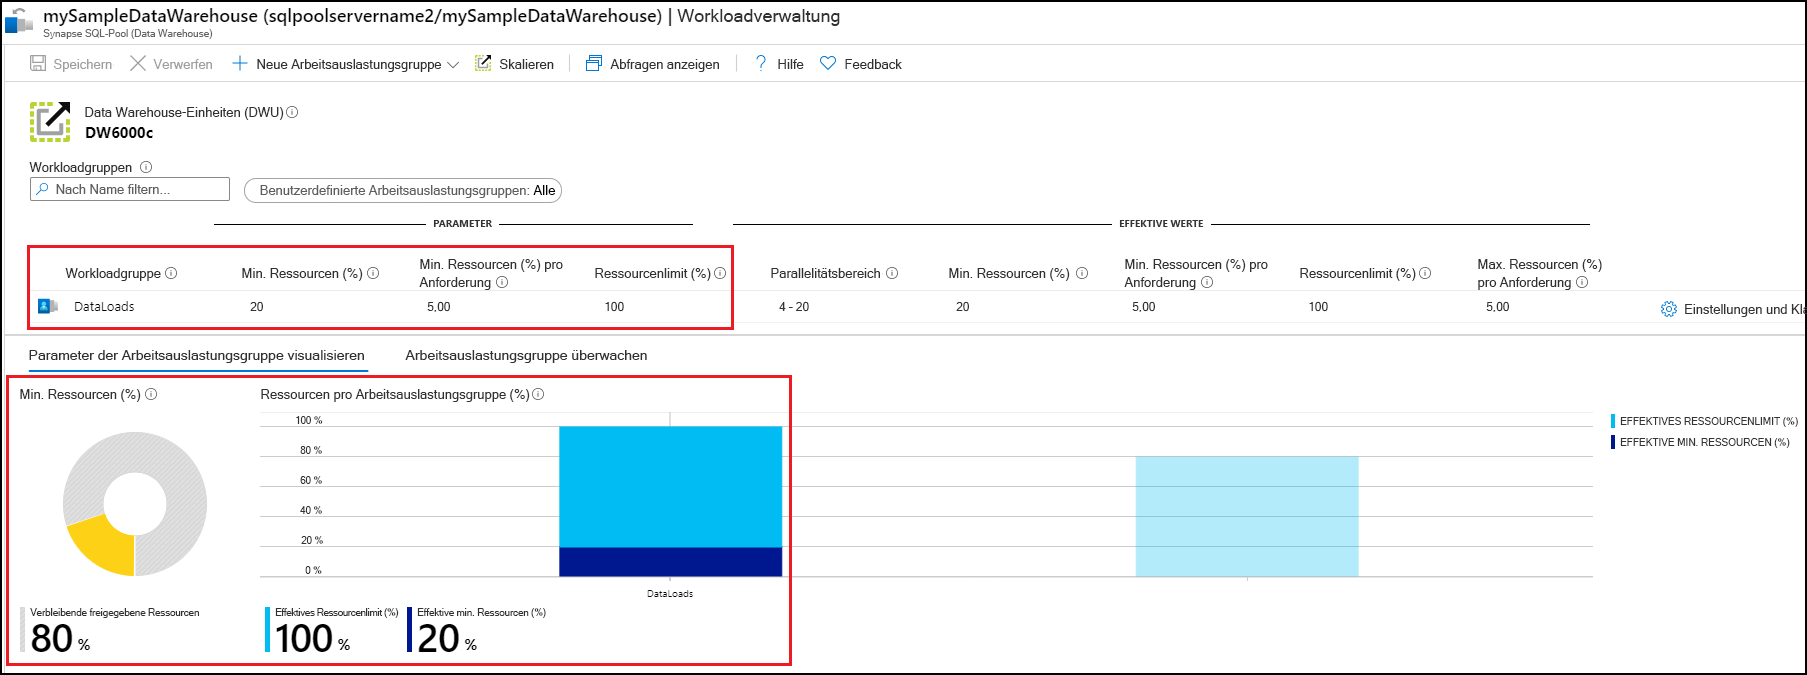 mySampleDataWarehouse (sqlpoolservername2/mySampleDataWarehouse) | Workloadverwaltung
Synapse SQL-Pool (Data Warehouse)
Speichern Verwerfen Neue Arbeitsauslastungsgruppe Skalieren Abfragen anzeigen Hilfe Feedback
Data Warehouse-Einheiten (DWU)
DW6000c
Workloadgruppen
Nach Name filtern... Benutzerdefinierte Arbeitsauslastungsgruppen: Alle
PARAMETER EFFEKTIVE WERTE
Workloadgruppe Min. Ressourcen (%) Min. Ressourcen (%) pro Anforderung Ressourcenlimit (%) Parallelitätsbereich Min. Ressourcen (%) Min. Ressourcen (%) pro Anforderung Ressourcenlimit (%) Max. Ressourcen (%) pro Anforderung
DataLoads 20 5,00 100 4 - 20 20 5,00 100 5,00 Einstellungen und Kla
Parameter der Arbeitsauslastungsgruppe visualisieren Arbeitsauslastungsgruppe überwachen
Min. Ressourcen (%) Ressourcen pro Arbeitsauslastungsgruppe (%)
100 %
80 %
60 %
40 %
20 %
0 %
DataLoads
EFFEKTIVES RESSOURCENLIMIT (%)
EFFEKTIVE MIN. RESSOURCEN (%)
Verbleibende freigegebene Ressourcen Effektives Ressourcenlimit (%) Effektive min. Ressourcen (%)
80 % 100 % 20 %